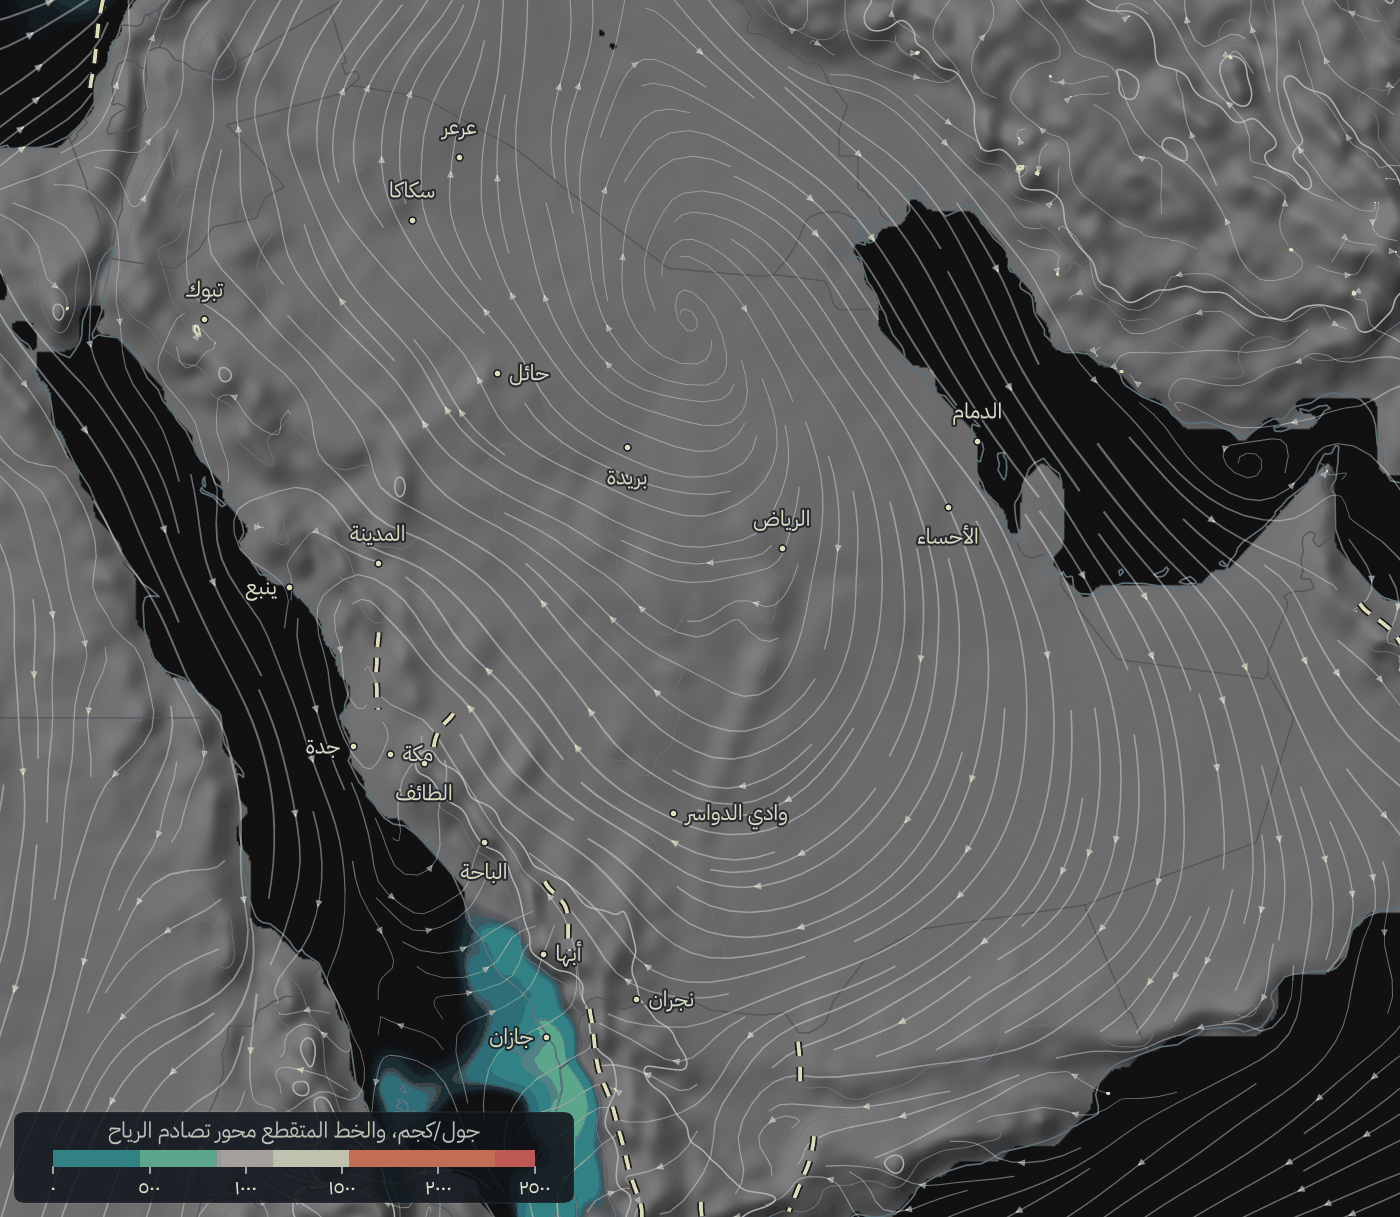 عرعر
سكاكا
تبوك
حائل
الدمام
بريدة
الرياض
الأحساء
المدينة
ينبع
جدة
مكة
الطائف
وادي الدواسر
الباحة
أبها
نجران
جازان
جول/كجم، والخط المتقطع محور تصادم الرياح
٠ ٥٠٠ ١٠٠٠ ١٥٠٠ ٢٠٠٠ ٢٥٠٠